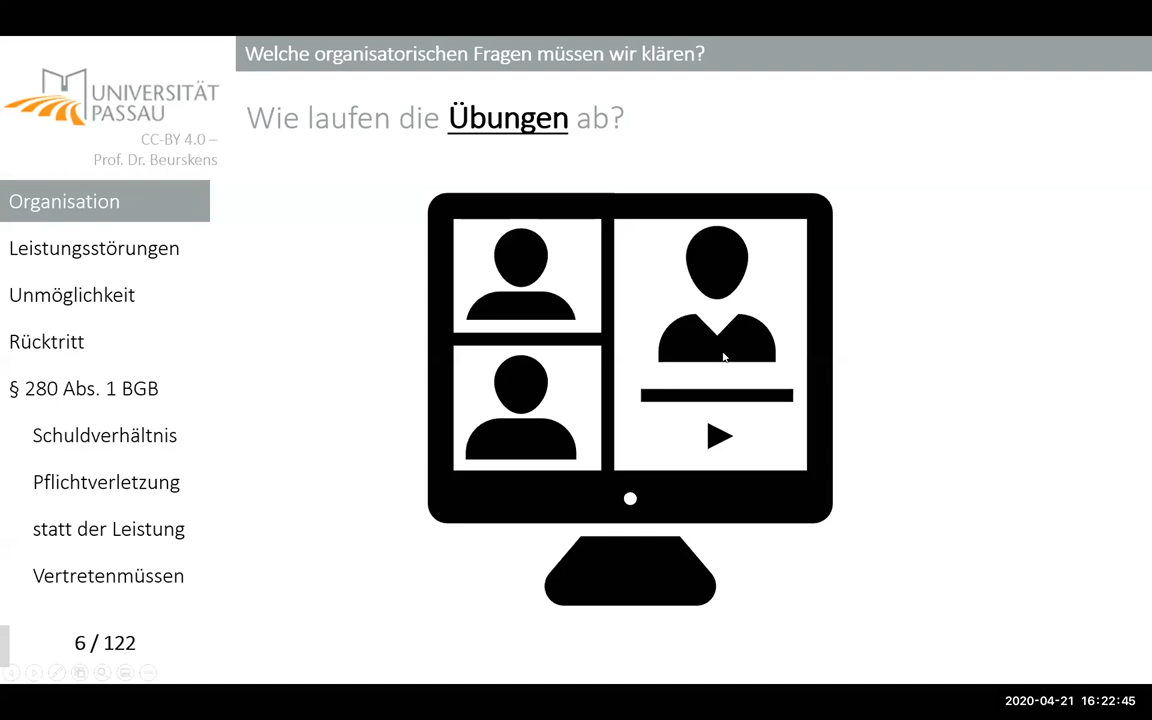 Welche organisatorischen Fragen müssen wir klären?
UNIVERSITÄT
PASSAU
CC-BY 4.0 –
Prof. Dr. Beurskens
Wie laufen die Übungen ab?
Organisation
Leistungsstörungen
Unmöglichkeit
Rücktritt
§ 280 Abs. 1 BGB
Schuldverhältnis
Pflichtverletzung
statt der Leistung
Vertretenmüssen
6 / 122
2020-04-21 16:22:45